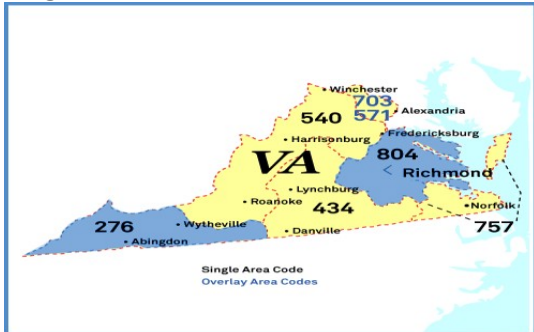 Winchester
703
571
Alexandria
540
Fredericksburg
Harrisonburg
804
VA
Richmond
Lynchburg
Roanoke
434
Norfolk
276
Wytheville
757
Danville
Abingdon
Single Area Code
Overlay Area Codes